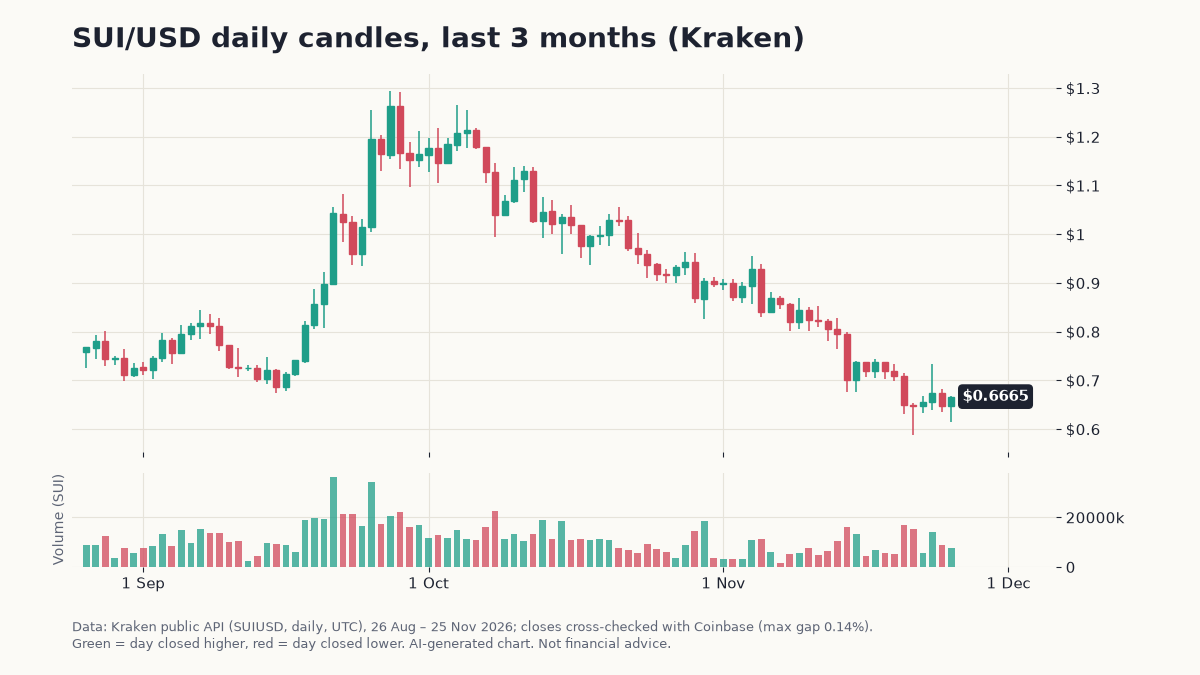 SUI/USD daily candles, last 3 months (Kraken)
$1.3
$1.2
$1.1
$1
$0.9
$0.8
$0.7
$0.6665
$0.6
Volume (SUI)
20000k
0
1 Sep
1 Oct
1 Nov
1 Dec
Data: Kraken public API (SUIUSD, daily, UTC), 26 Aug – 25 Nov 2026; closes cross-checked with Coinbase (max gap 0.14%).
Green = day closed higher, red = day closed lower. AI-generated chart. Not financial advice.